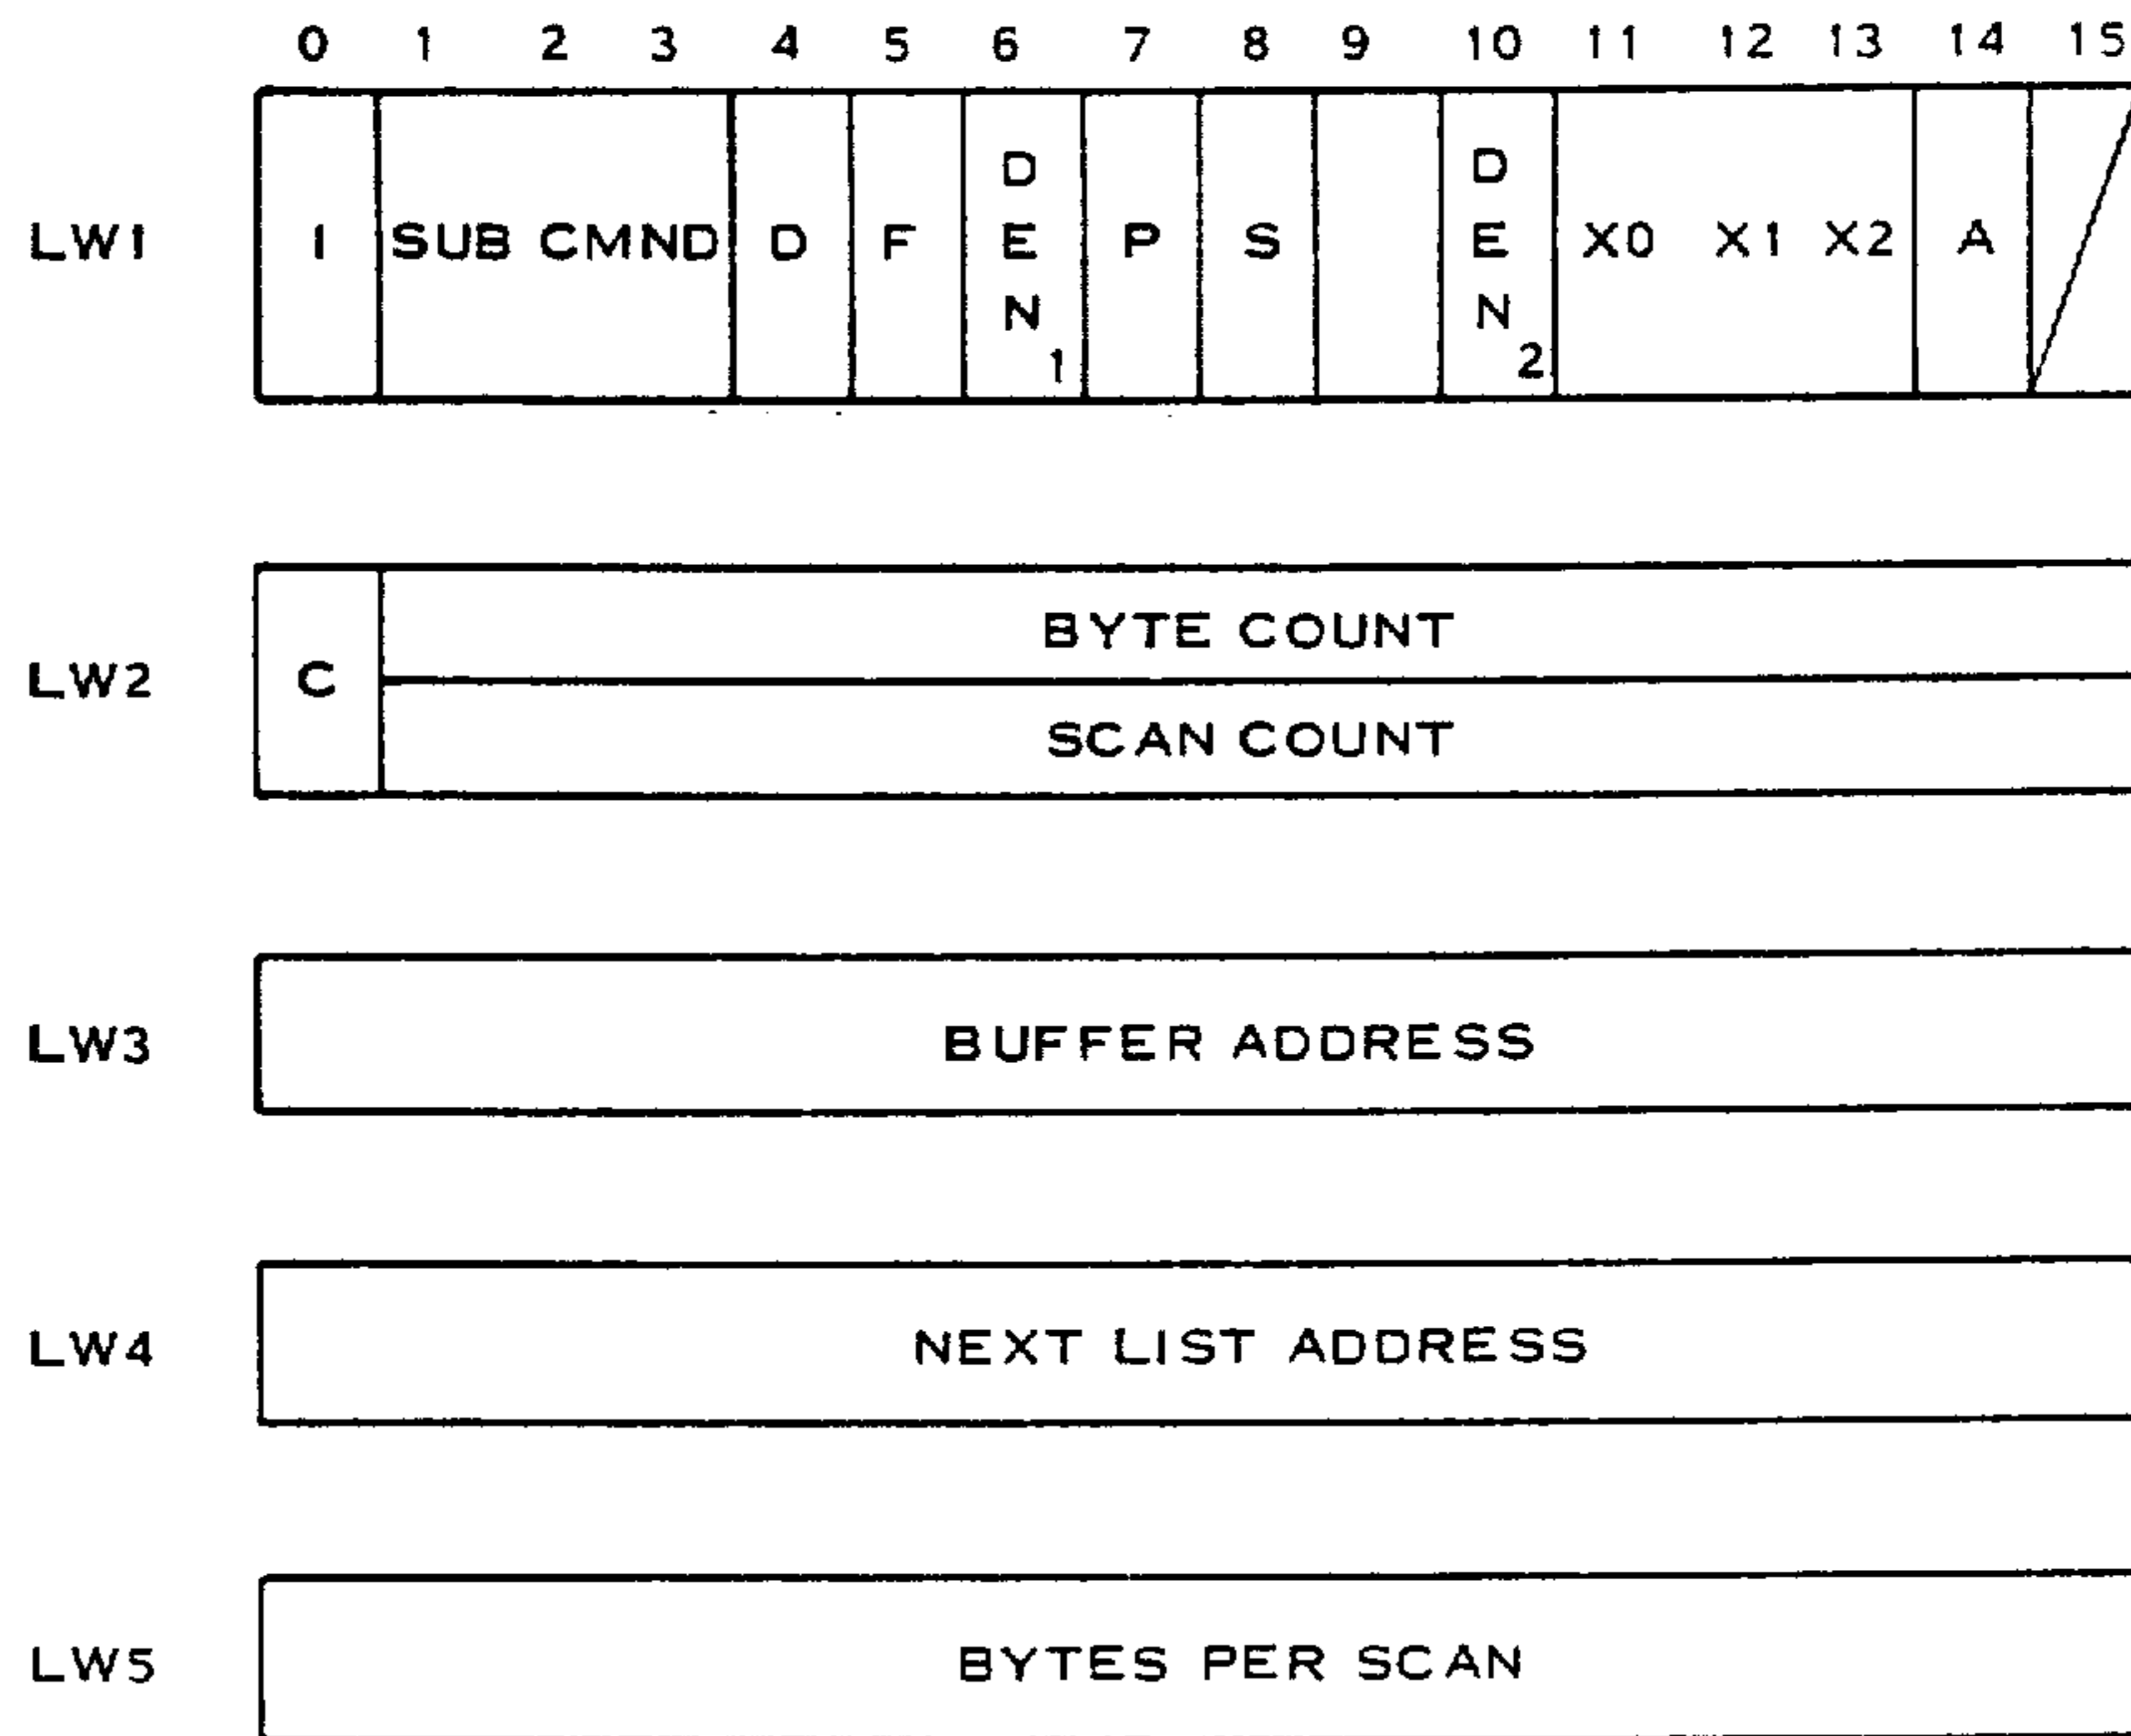 0 1 2 3 4 5 6 7 8 9 10 11 12 13 14 15
LW1 I SUB CMND D F DEN1 P S DEN2 X0 X1 X2 A
LW2 C BYTE COUNT
SCAN COUNT
LW3 BUFFER ADDRESS
LW4 NEXT LIST ADDRESS
LW5 BYTES PER SCAN